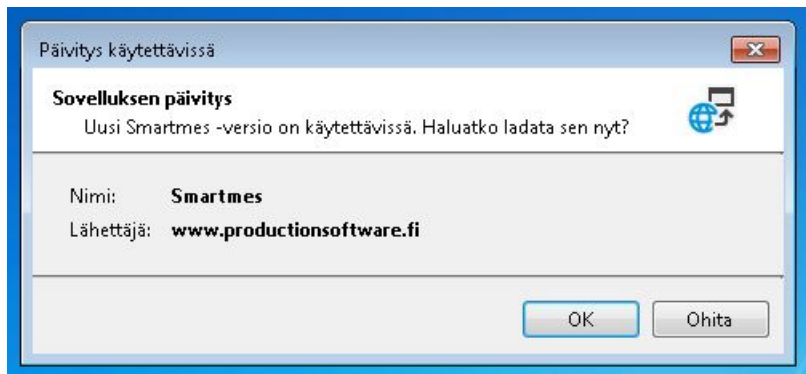 Päivitys käytettävissä
Sovelluksen päivitys
Uusi Smartmes -versio on käytettävissä. Haluatko ladata sen nyt?
Nimi: Smartmes
Lähettäjä: www.productionsoftware.fi
OK Ohita